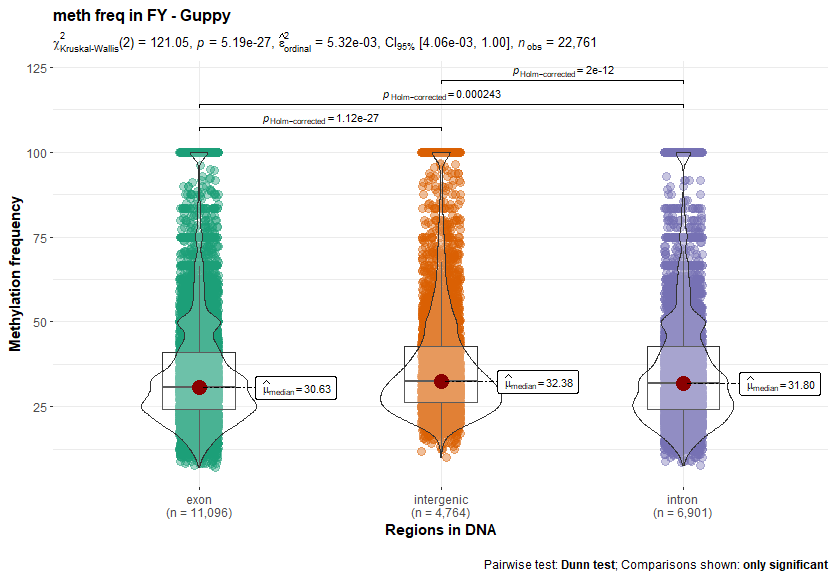 meth freq in FY - Guppy
χ²Kruskal-Wallis(2) = 121.05, p = 5.19e-27, ε̂²ordinal = 5.32e-03, CI95% [4.06e-03, 1.00], nobs = 22,761
125
pHolm−corrected = 2e-12
pHolm−corrected = 0.000243
pHolm−corrected = 1.12e-27
100
75
50
25
Methylation frequency
μ̂median = 30.63
μ̂median = 32.38
μ̂median = 31.80
exon
(n = 11,096)
intergenic
(n = 4,764)
intron
(n = 6,901)
Regions in DNA
Pairwise test: Dunn test; Comparisons shown: only significant